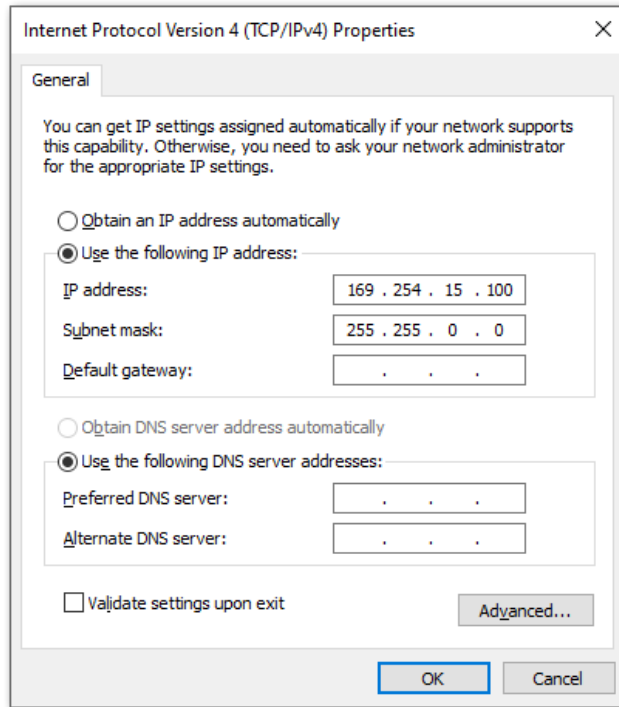 Internet Protocol Version 4 (TCP/IPv4) Properties
General
You can get IP settings assigned automatically if your network supports
this capability. Otherwise, you need to ask your network administrator
for the appropriate IP settings.
Obtain an IP address automatically
Use the following IP address:
IP address: 169 . 254 . 15 . 100
Subnet mask: 255 . 255 . 0 . 0
Default gateway: . . .
Obtain DNS server address automatically
Use the following DNS server addresses:
Preferred DNS server: . . .
Alternate DNS server: . . .
Validate settings upon exit
Advanced...
OK Cancel